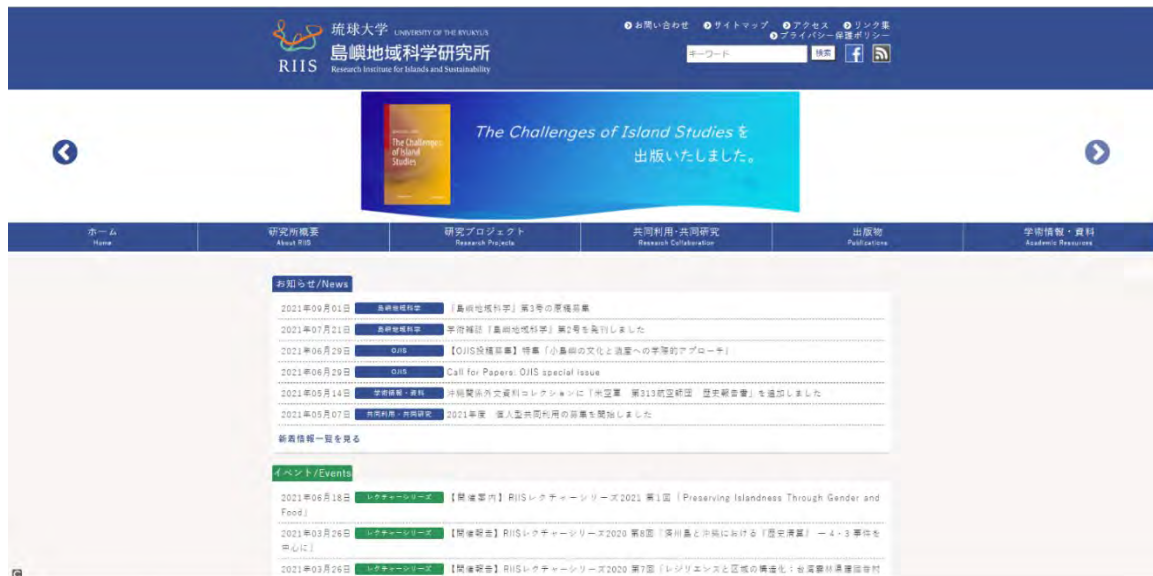 琉球大学 UNIVERSITY OF THE RYUKYUS
島嶼地域科学研究所
RIIS Research Institute for Islands and Sustainability
お問い合わせ サイトマップ アクセス リンク集
プライバシー保護ポリシー
キーワード 検索
The Challenges of Island Studies
The Challenges of Island Studies を
出版いたしました。
ホーム 研究所概要 研究プロジェクト 共同利用・共同研究 出版物 学術情報・資料
Home About RIIS Research Projects Research Collaboration Publications Academic Resources
お知らせ/News
2021年09月01日 島嶼地域科学 『島嶼地域科学』第3号の原稿募集
2021年07月21日 島嶼地域科学 学術雑誌『島嶼地域科学』第2号を発刊しました
2021年06月29日 OJIS 【OJIS投稿募集】特集「小島嶼の文化と遺産への学際的アプローチ」
2021年06月29日 OJIS Call for Papers: OJIS special issue
2021年05月14日 学術情報・資料 沖縄関係外文資料コレクションに「米空軍 第313航空師団 歴史報告書」を追加しました
2021年05月07日 共同利用・共同研究 2021年度 個人型共同利用の募集を開始しました
新着情報一覧を見る
イベント/Events
2021年06月18日 レクチャーシリーズ 【開催案内】RIISレクチャーシリーズ2021 第1回「Preserving Islandness Through Gender and
Food」
2021年03月26日 レクチャーシリーズ 【開催報告】RIISレクチャーシリーズ2020 第8回「済州島と沖縄における『歴史清算』 ー4・3事件を
中心に」
2021年03月26日 レクチャーシリーズ 【開催報告】RIISレクチャーシリーズ2020 第7回「レジリエンスと区域の構造化：台湾雲林県